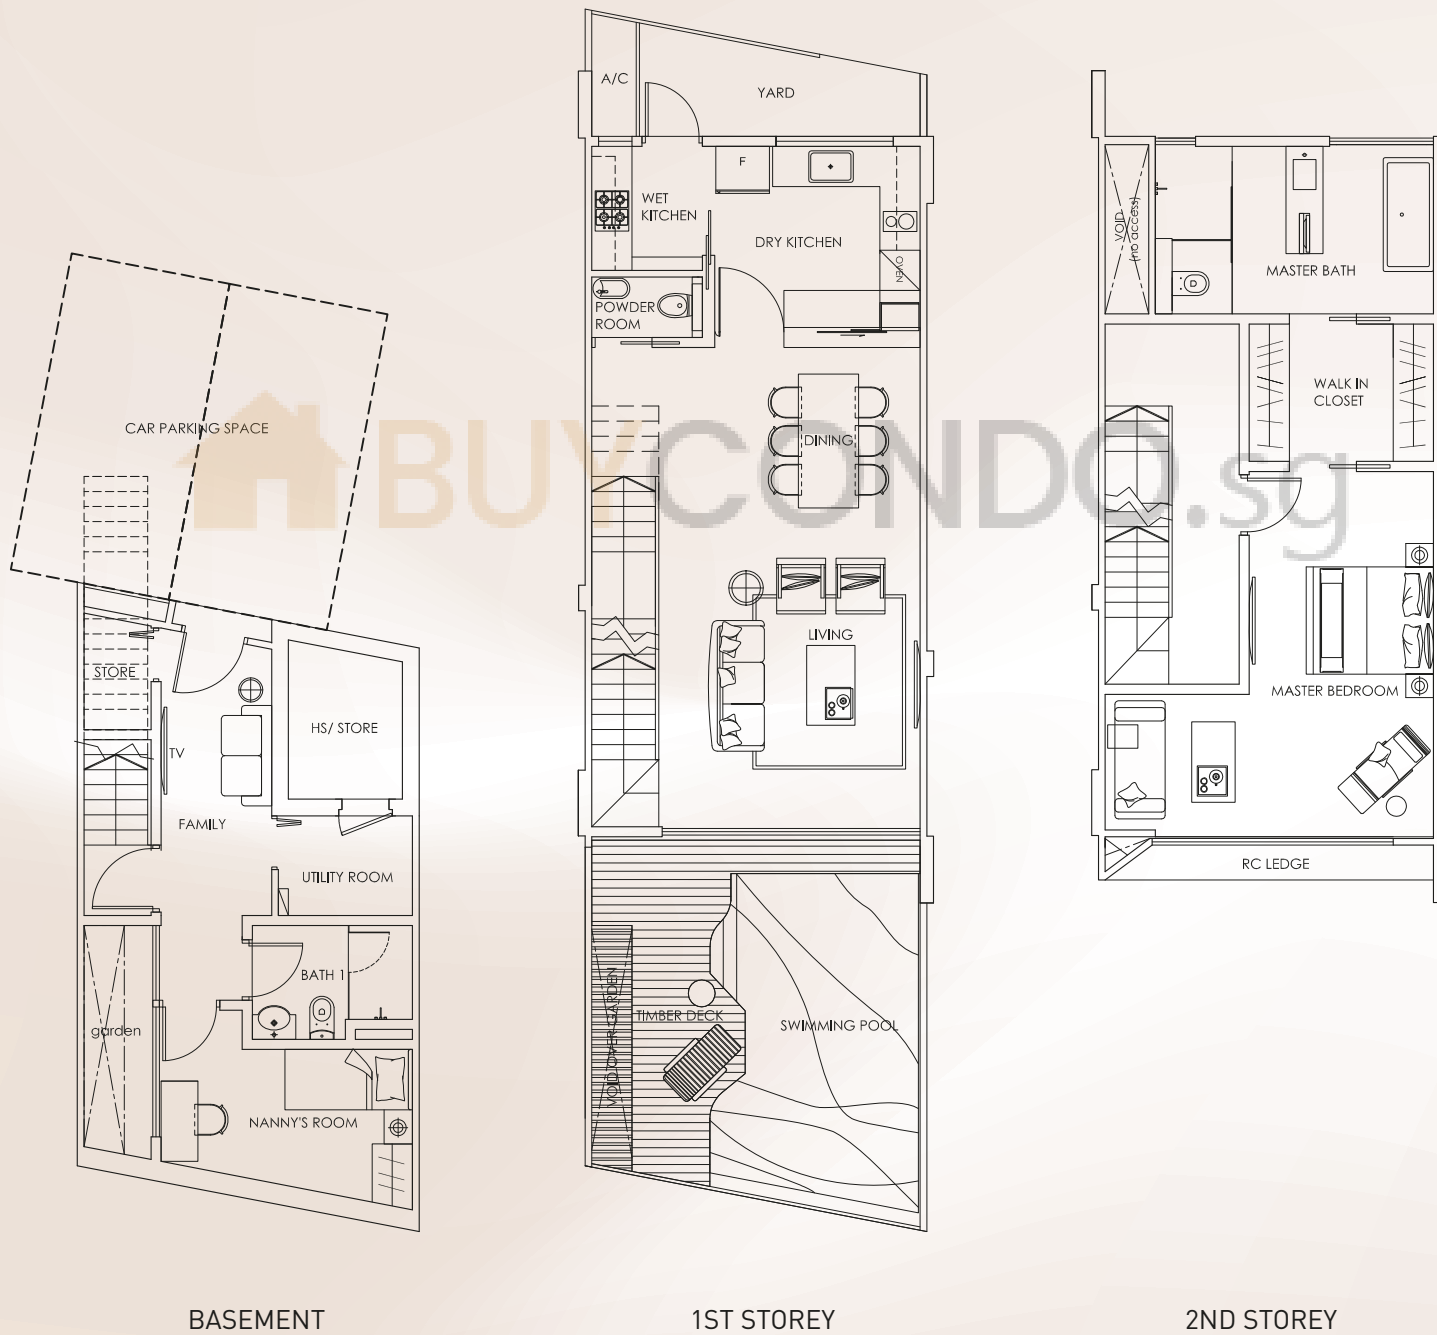 CAR PARKING SPACE
STORE
TV
HS/ STORE
FAMILY
UTILITY ROOM
BATH 1
garden
NANNY'S ROOM
BASEMENT
A/C
YARD
F
WET
KITCHEN
DRY KITCHEN
OVEN
POWDER
ROOM
DINING
LIVING
VOID OVER GARDEN
TIMBER DECK
SWIMMING POOL
1ST STOREY
VOID
(no access)
MASTER BATH
WALK IN
CLOSET
MASTER BEDROOM
RC LEDGE
2ND STOREY
BUYCONDO.sg